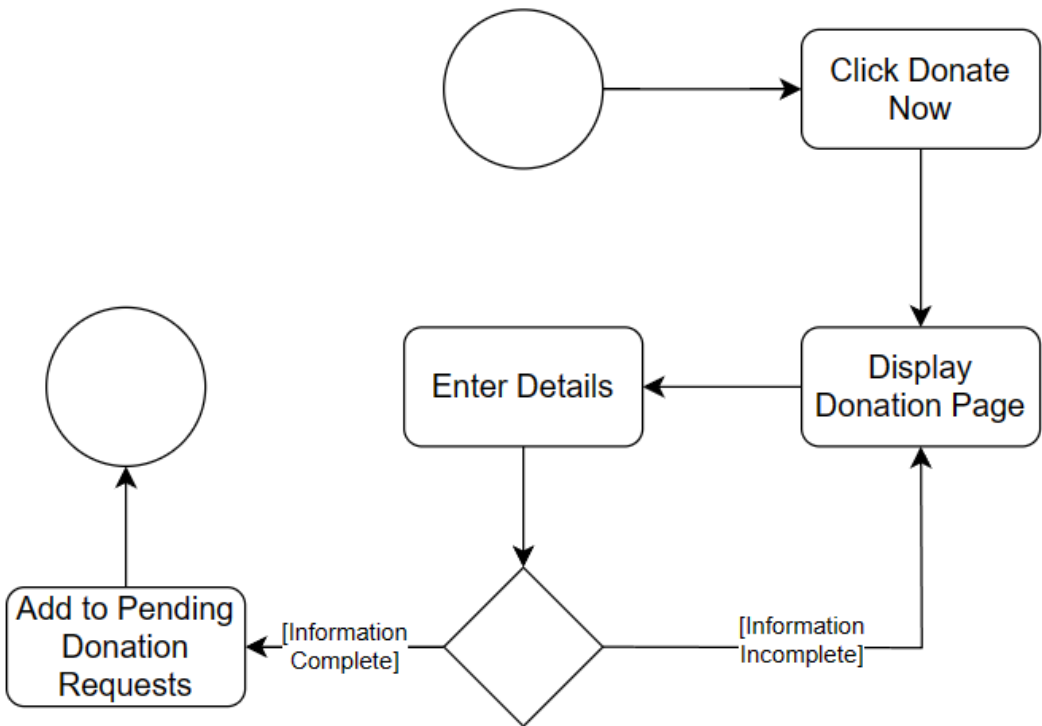 Click Donate
Now
Display
Donation Page
Enter Details
[Information
Incomplete]
[Information
Complete]
Add to Pending
Donation
Requests